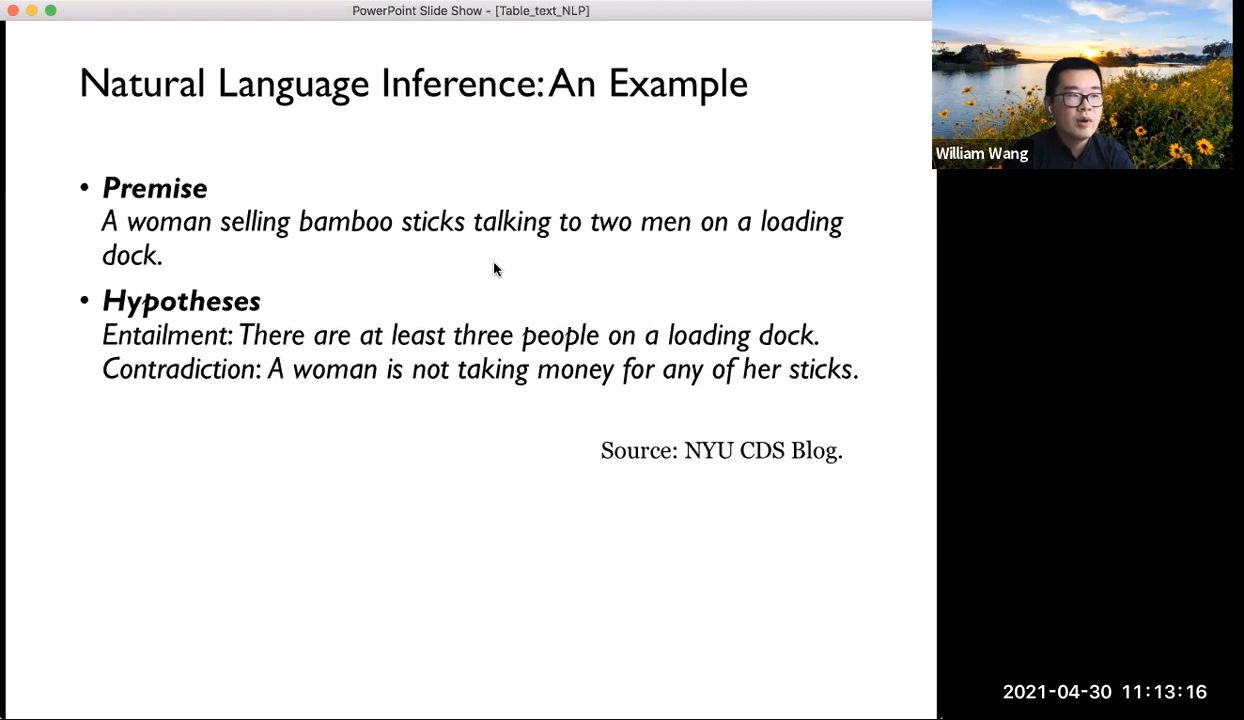 PowerPoint Slide Show - [Table_text_NLP]
Natural Language Inference: An Example
William Wang
• Premise
A woman selling bamboo sticks talking to two men on a loading
dock.
• Hypotheses
Entailment: There are at least three people on a loading dock.
Contradiction: A woman is not taking money for any of her sticks.
Source: NYU CDS Blog.
2021-04-30 11:13:16